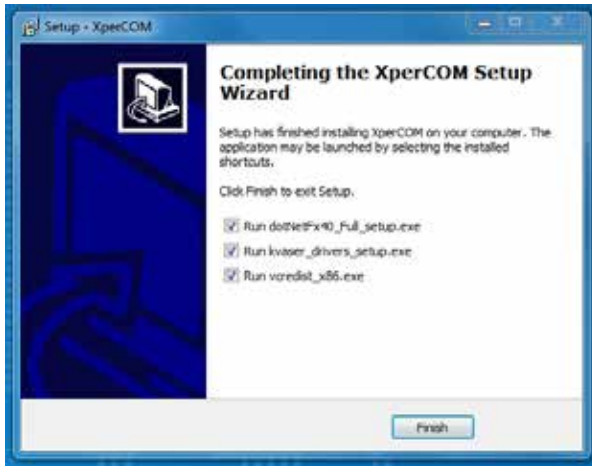 Setup - XperCOM
Completing the XperCOM Setup
Wizard
Setup has finished installing XperCOM on your computer. The
application may be launched by selecting the installed
shortcuts.
Click Finish to exit Setup.
Run dotNetFx40_Full_setup.exe
Run kvaser_drivers_setup.exe
Run vcredist_x86.exe
Finish